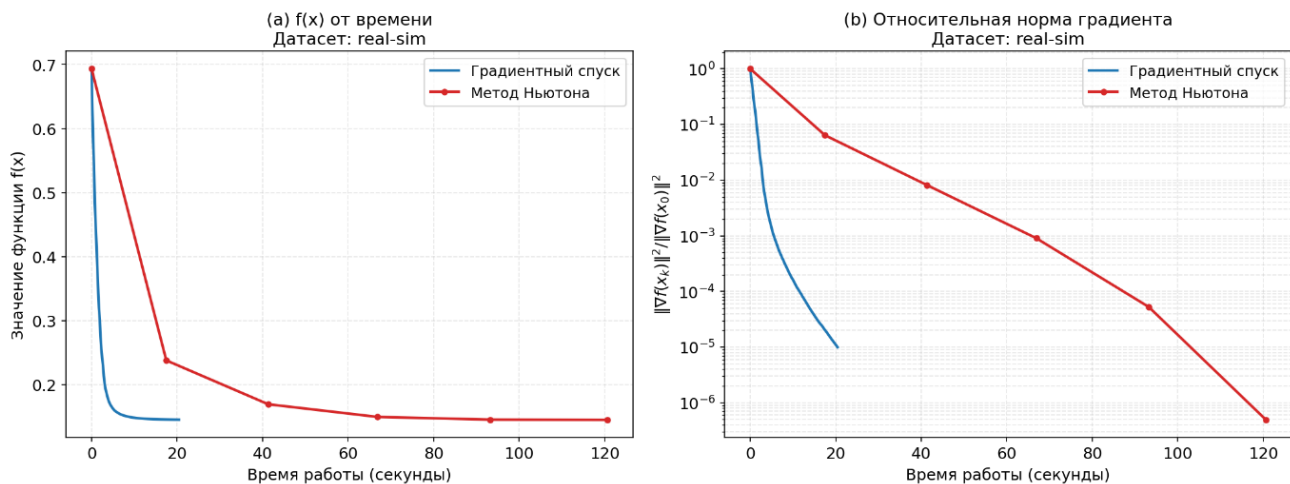 (a) f(x) от времени
Датасет: real-sim
Значение функции f(x)
0.7
0.6
0.5
0.4
0.3
0.2
Градиентный спуск
Метод Ньютона
0 20 40 60 80 100 120
Время работы (секунды)
(b) Относительная норма градиента
Датасет: real-sim
‖∇f(x_k)‖²/‖∇f(x₀)‖²
10⁰
10⁻¹
10⁻²
10⁻³
10⁻⁴
10⁻⁵
10⁻⁶
Градиентный спуск
Метод Ньютона
0 20 40 60 80 100 120
Время работы (секунды)